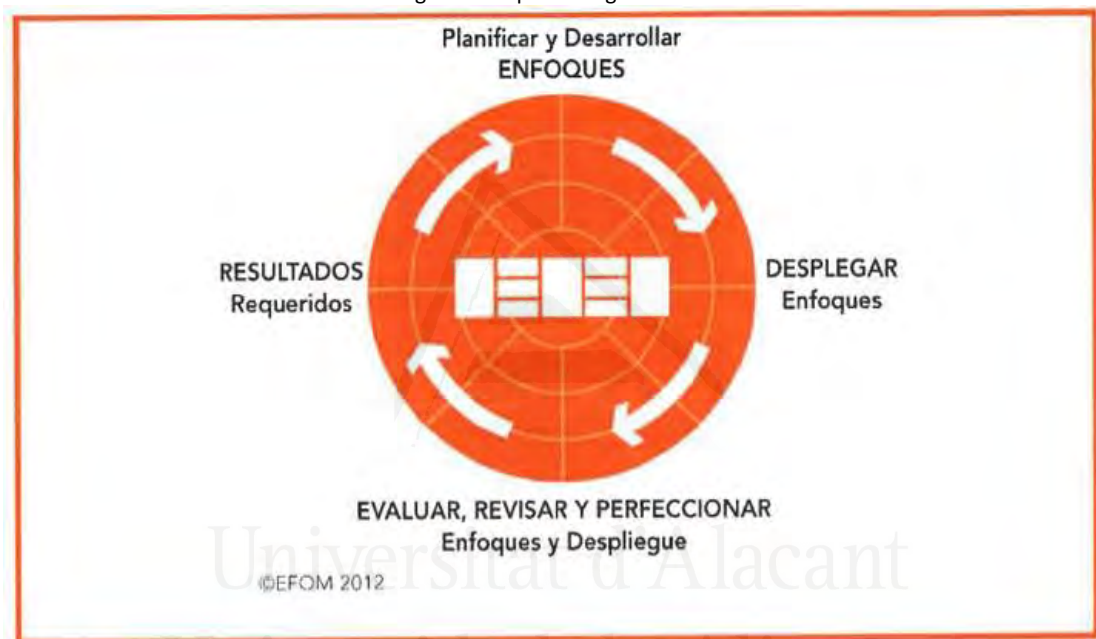 Planificar y Desarrollar
ENFOQUES
RESULTADOS
Requeridos
DESPLEGAR
Enfoques
EVALUAR, REVISAR Y PERFECCIONAR
Enfoques y Despliegue
Universitat d'Alacant
©EFQM 2012